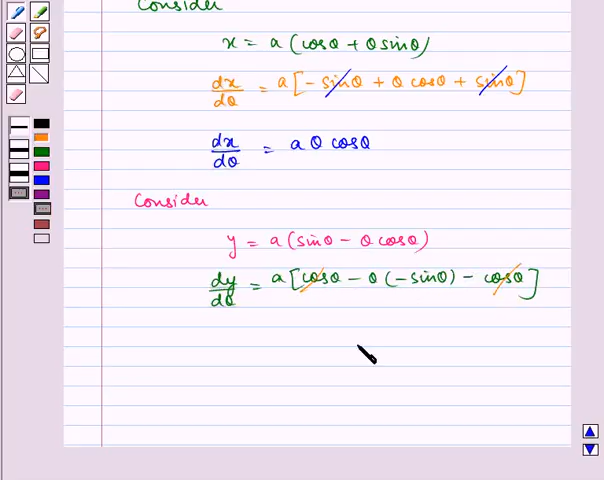 Consider
x = a (cosθ + θ sinθ)
dx/dθ = a [- sinθ + θ cosθ + sinθ]
dx/dθ = a θ cosθ
Consider
y = a (sinθ - θ cosθ)
dy/dθ = a [cosθ - θ (-sinθ) - cosθ]